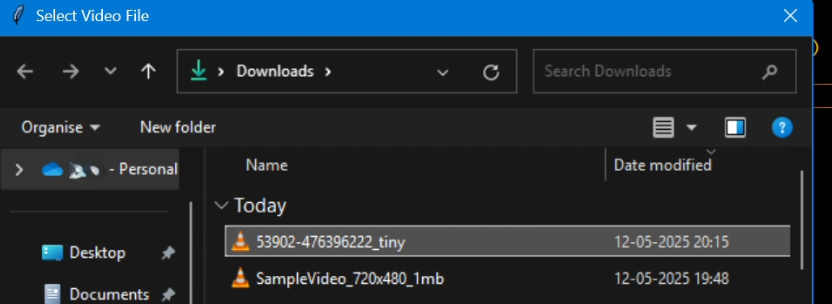 Select Video File
Downloads
Search Downloads
Organise
New folder
- Personal
Name
Date modified
Today
Desktop
53902-476396222_tiny
12-05-2025 20:15
Documents
SampleVideo_720x480_1mb
12-05-2025 19:48